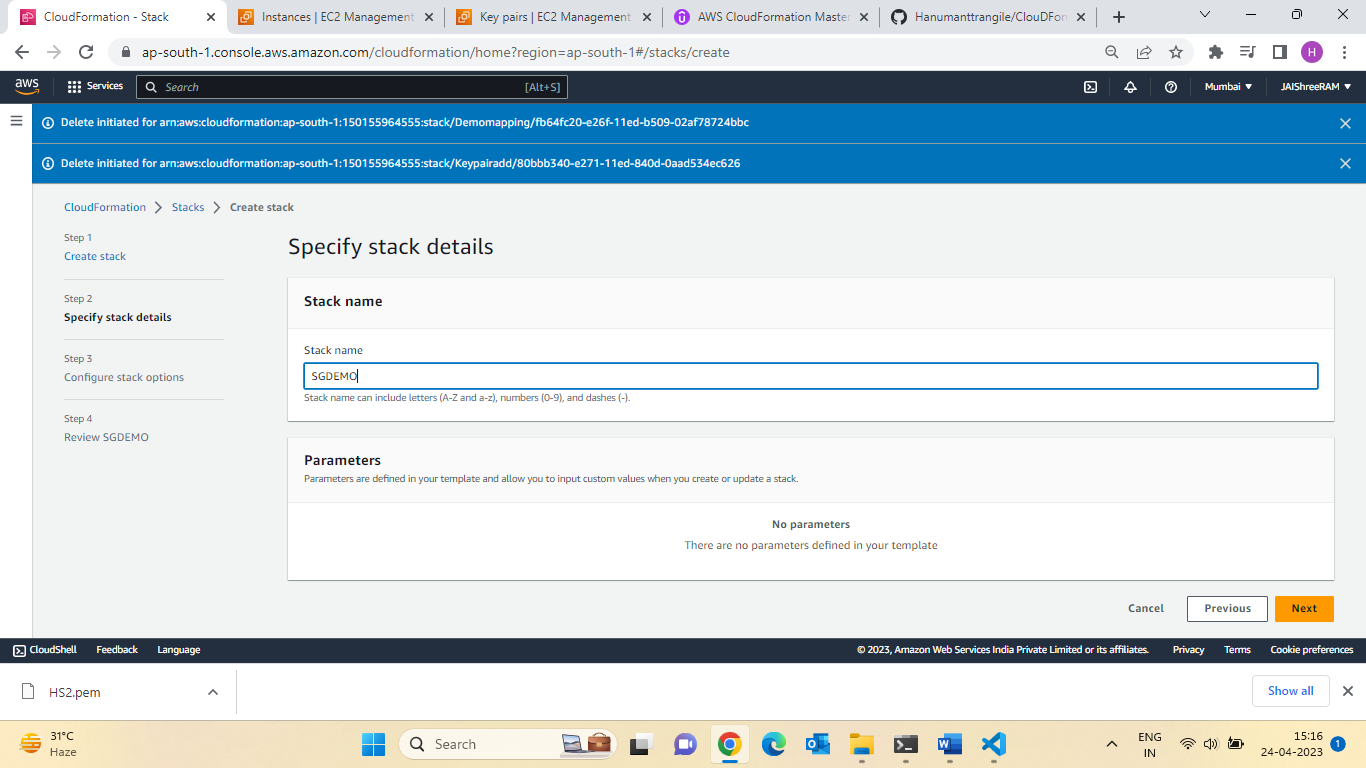 CloudFormation - Stack
Instances | EC2 Management
Key pairs | EC2 Management
AWS CloudFormation Master
Hanumanttrangile/ClouDForm
ap-south-1.console.aws.amazon.com/cloudformation/home?region=ap-south-1#/stacks/create
H
aws
Services
Search
[Alt+S]
Mumbai
JAIShreeRAM
Delete initiated for arn:aws:cloudformation:ap-south-1:150155964555:stack/Demomapping/fb64fc20-e26f-11ed-b509-02af78724bbc
Delete initiated for arn:aws:cloudformation:ap-south-1:150155964555:stack/Keypairadd/80bbb340-e271-11ed-840d-0aad534ec626
CloudFormation
Stacks
Create stack
Step 1
Create stack
Step 2
Specify stack details
Step 3
Configure stack options
Step 4
Review SGDEMO
Specify stack details
Stack name
Stack name
SGDEMO
Stack name can include letters (A-Z and a-z), numbers (0-9), and dashes (-).
Parameters
Parameters are defined in your template and allow you to input custom values when you create or update a stack.
No parameters
There are no parameters defined in your template
Cancel
Previous
Next
CloudShell
Feedback
Language
© 2023, Amazon Web Services India Private Limited or its affiliates.
Privacy
Terms
Cookie preferences
HS2.pem
Show all
31°C
Haze
Search
ENG
IN
15:16
24-04-2023
1